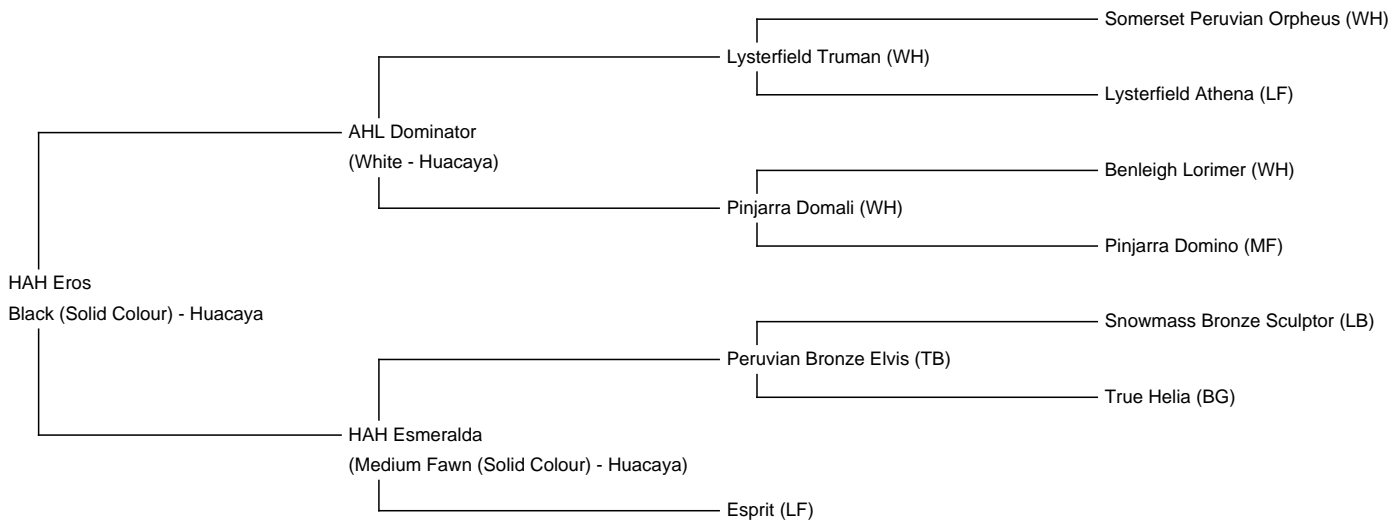 Somerset Peruvian Orpheus (WH)
Lysterfield Truman (WH)
Lysterfield Athena (LF)
AHL Dominator
(White - Huacaya)
Benleigh Lorimer (WH)
Pinjarra Domali (WH)
Pinjarra Domino (MF)
HAH Eros
Black (Solid Colour) - Huacaya
Snowmass Bronze Sculptor (LB)
Peruvian Bronze Elvis (TB)
True Helia (BG)
HAH Esmeralda
(Medium Fawn (Solid Colour) - Huacaya)
Esprit (LF)